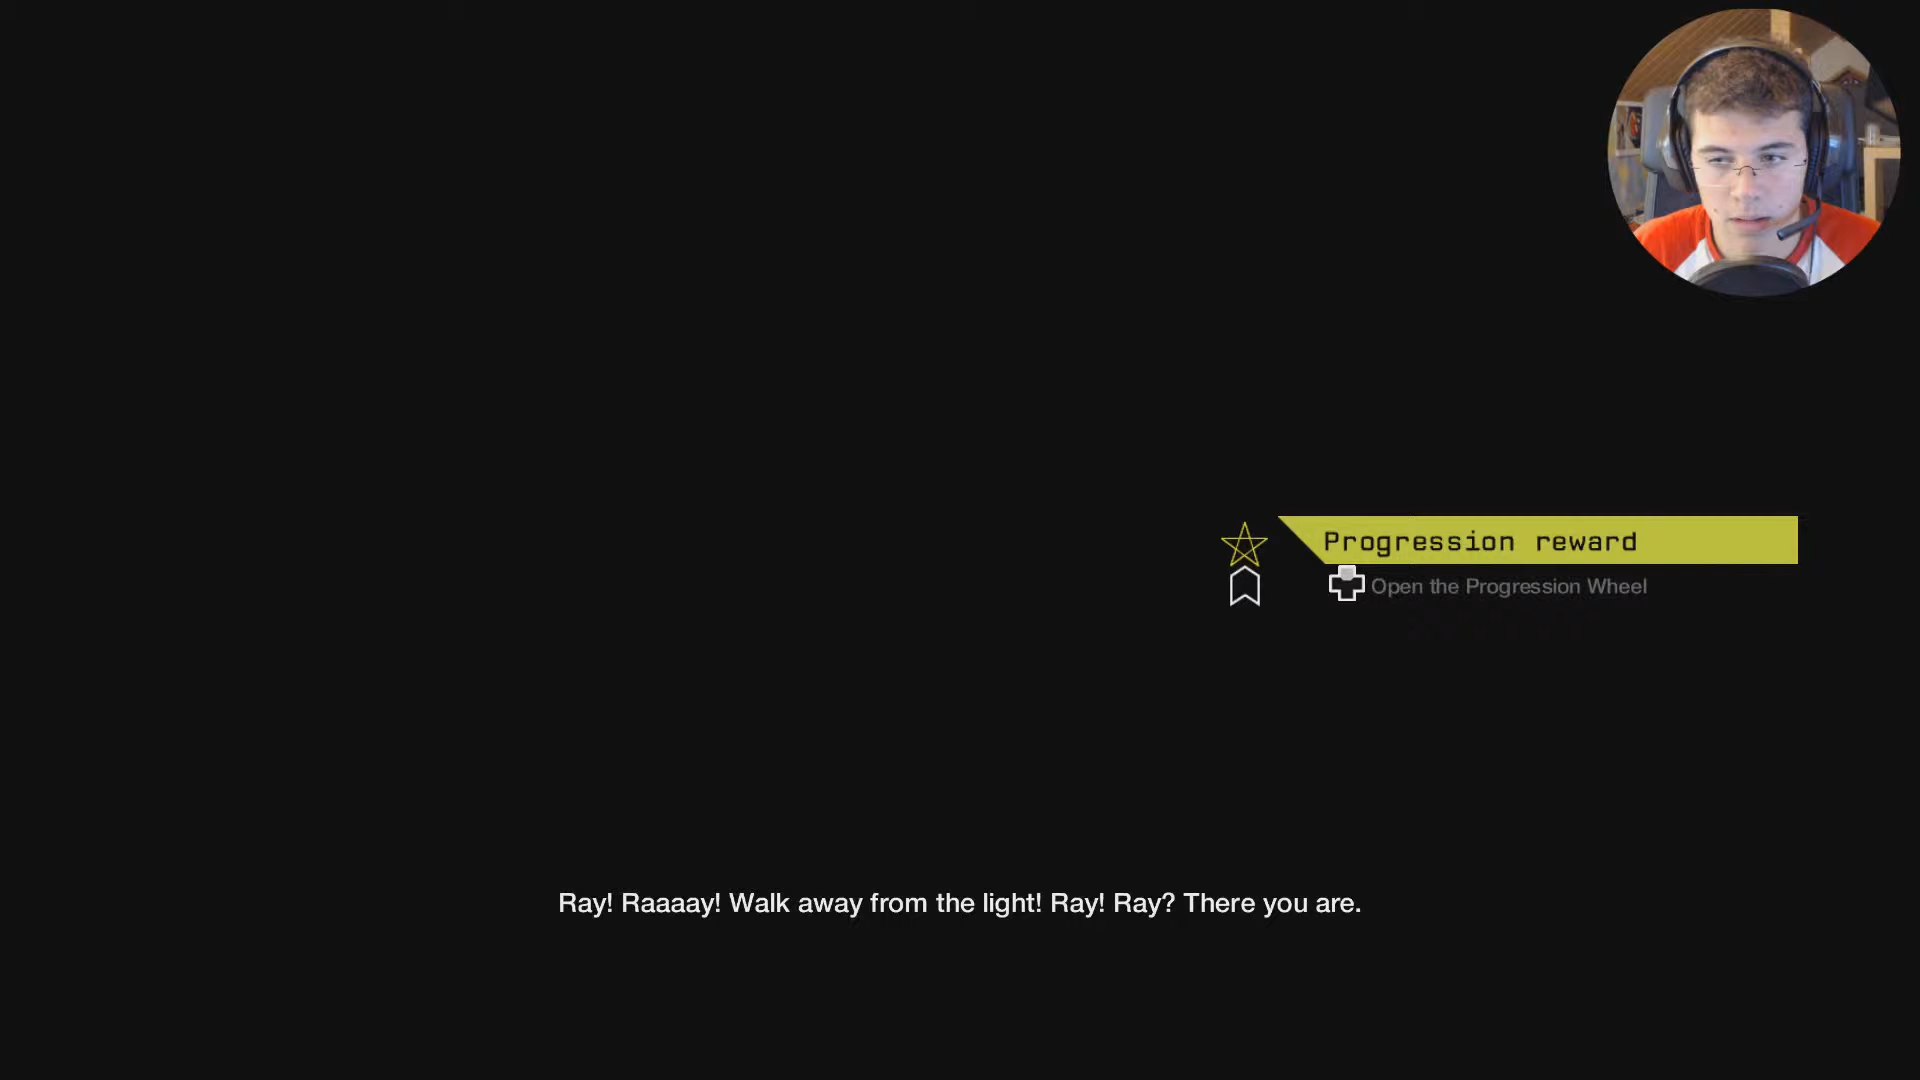 Progression reward
Open the Progression Wheel
Ray! Raaaay! Walk away from the light! Ray! Ray? There you are.